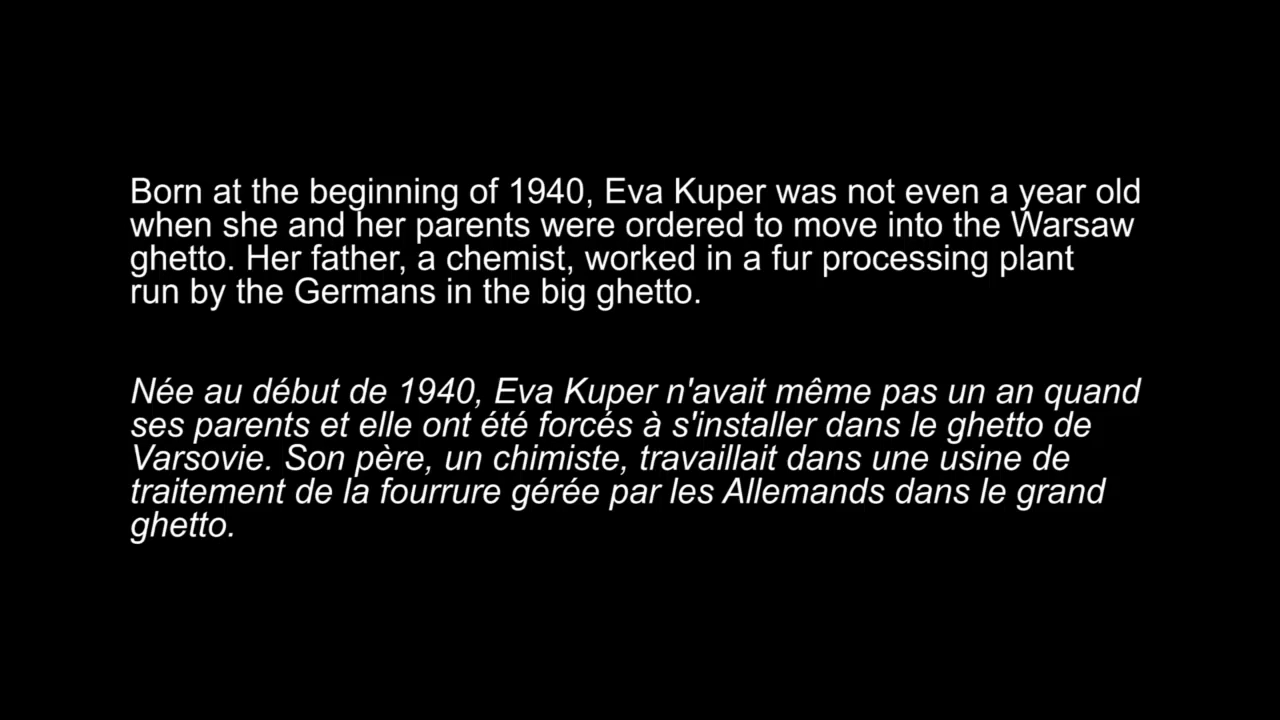 Born at the beginning of 1940, Eva Kuper was not even a year old
when she and her parents were ordered to move into the Warsaw
ghetto. Her father, a chemist, worked in a fur processing plant
run by the Germans in the big ghetto.
Née au début de 1940, Eva Kuper n'avait même pas un an quand
ses parents et elle ont été forcés à s'installer dans le ghetto de
Varsovie. Son père, un chimiste, travaillait dans une usine de
traitement de la fourrure gérée par les Allemands dans le grand
ghetto.